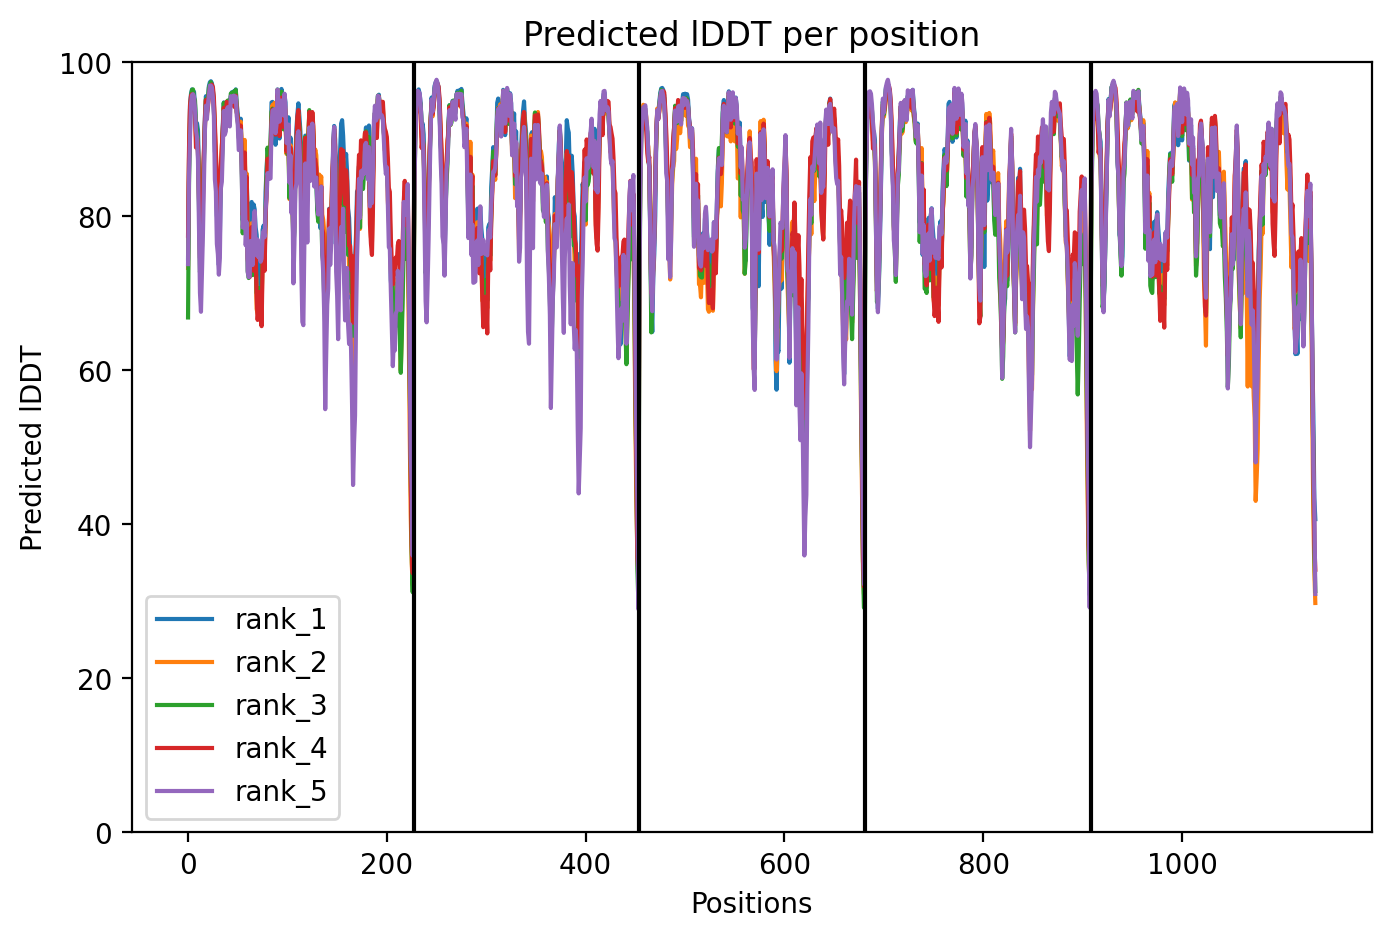 Predicted lDDT per position
Predicted lDDT
100
80
60
40
20
0
rank_1
rank_2
rank_3
rank_4
rank_5
0 200 400 600 800 1000
Positions